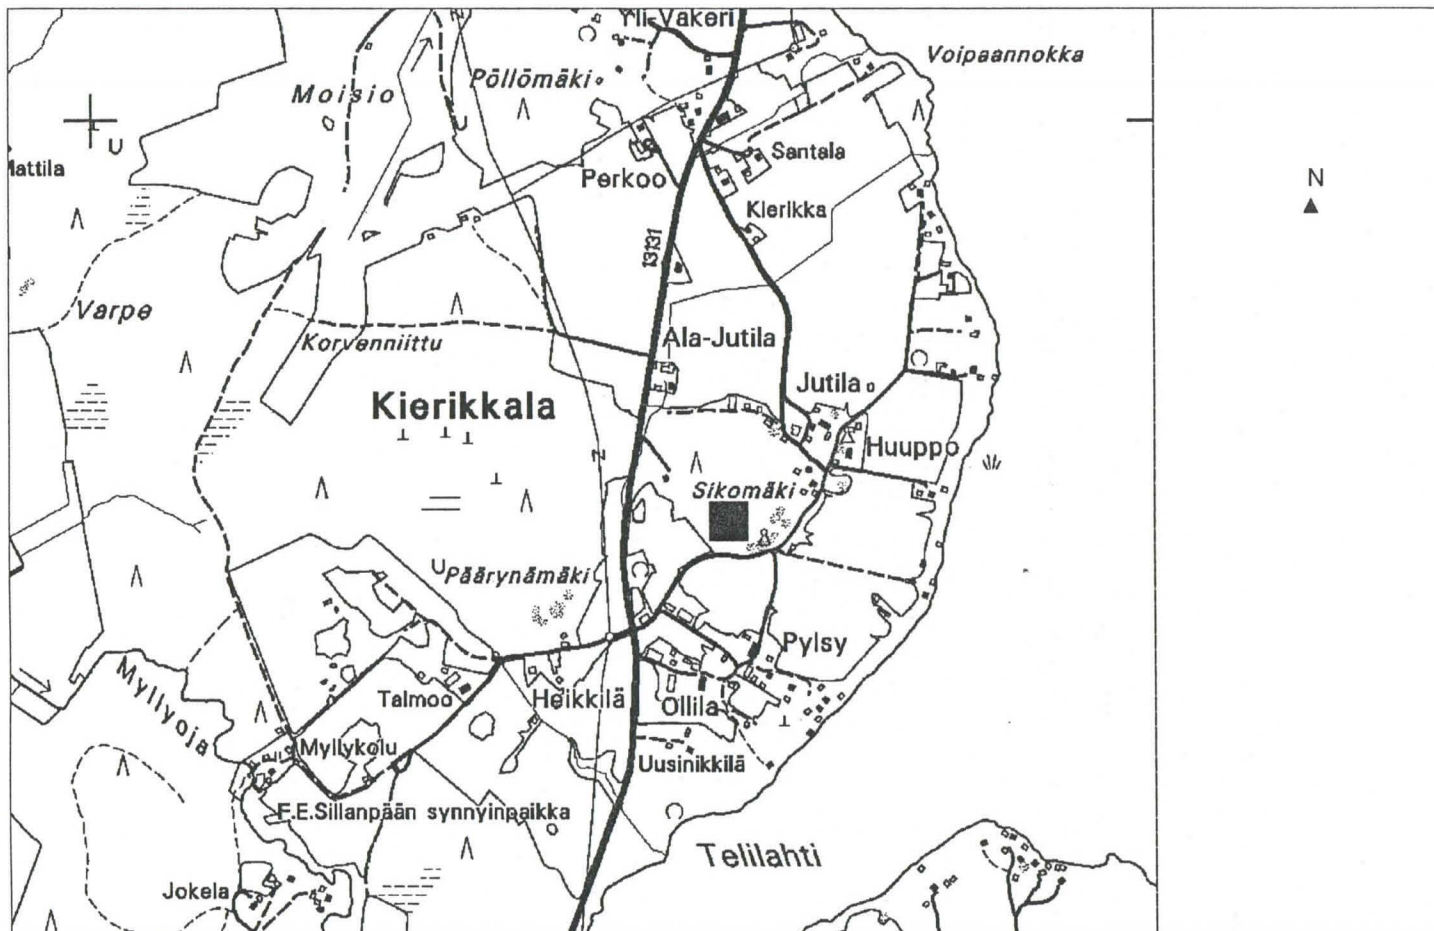 Yli-Vakeri
Voipaannokka
Pöllömäki
Moisio
U
U
Mattila
Santala
N
Perkoo
Kierikka
13131
Varpe
Korvenniittu
Ala-Jutila
Jutila
Kierikkala
Huuppo
Z
Sikomäki
U
Päärynämäki
Pylsy
Myllyoja
Talmoo
Heikkilä
Ollila
Myllykolu
Uusinikkilä
F.E.Sillanpään synnyinpaikka
Telilahti
Jokela